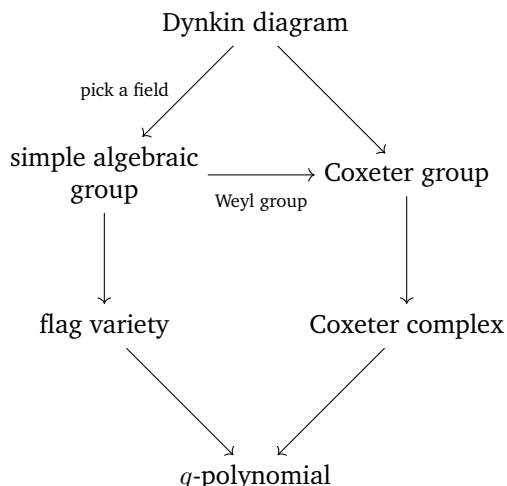 Dynkin diagram
pick a field
simple algebraic
group
Weyl group
Coxeter group
flag variety
Coxeter complex
q-polynomial